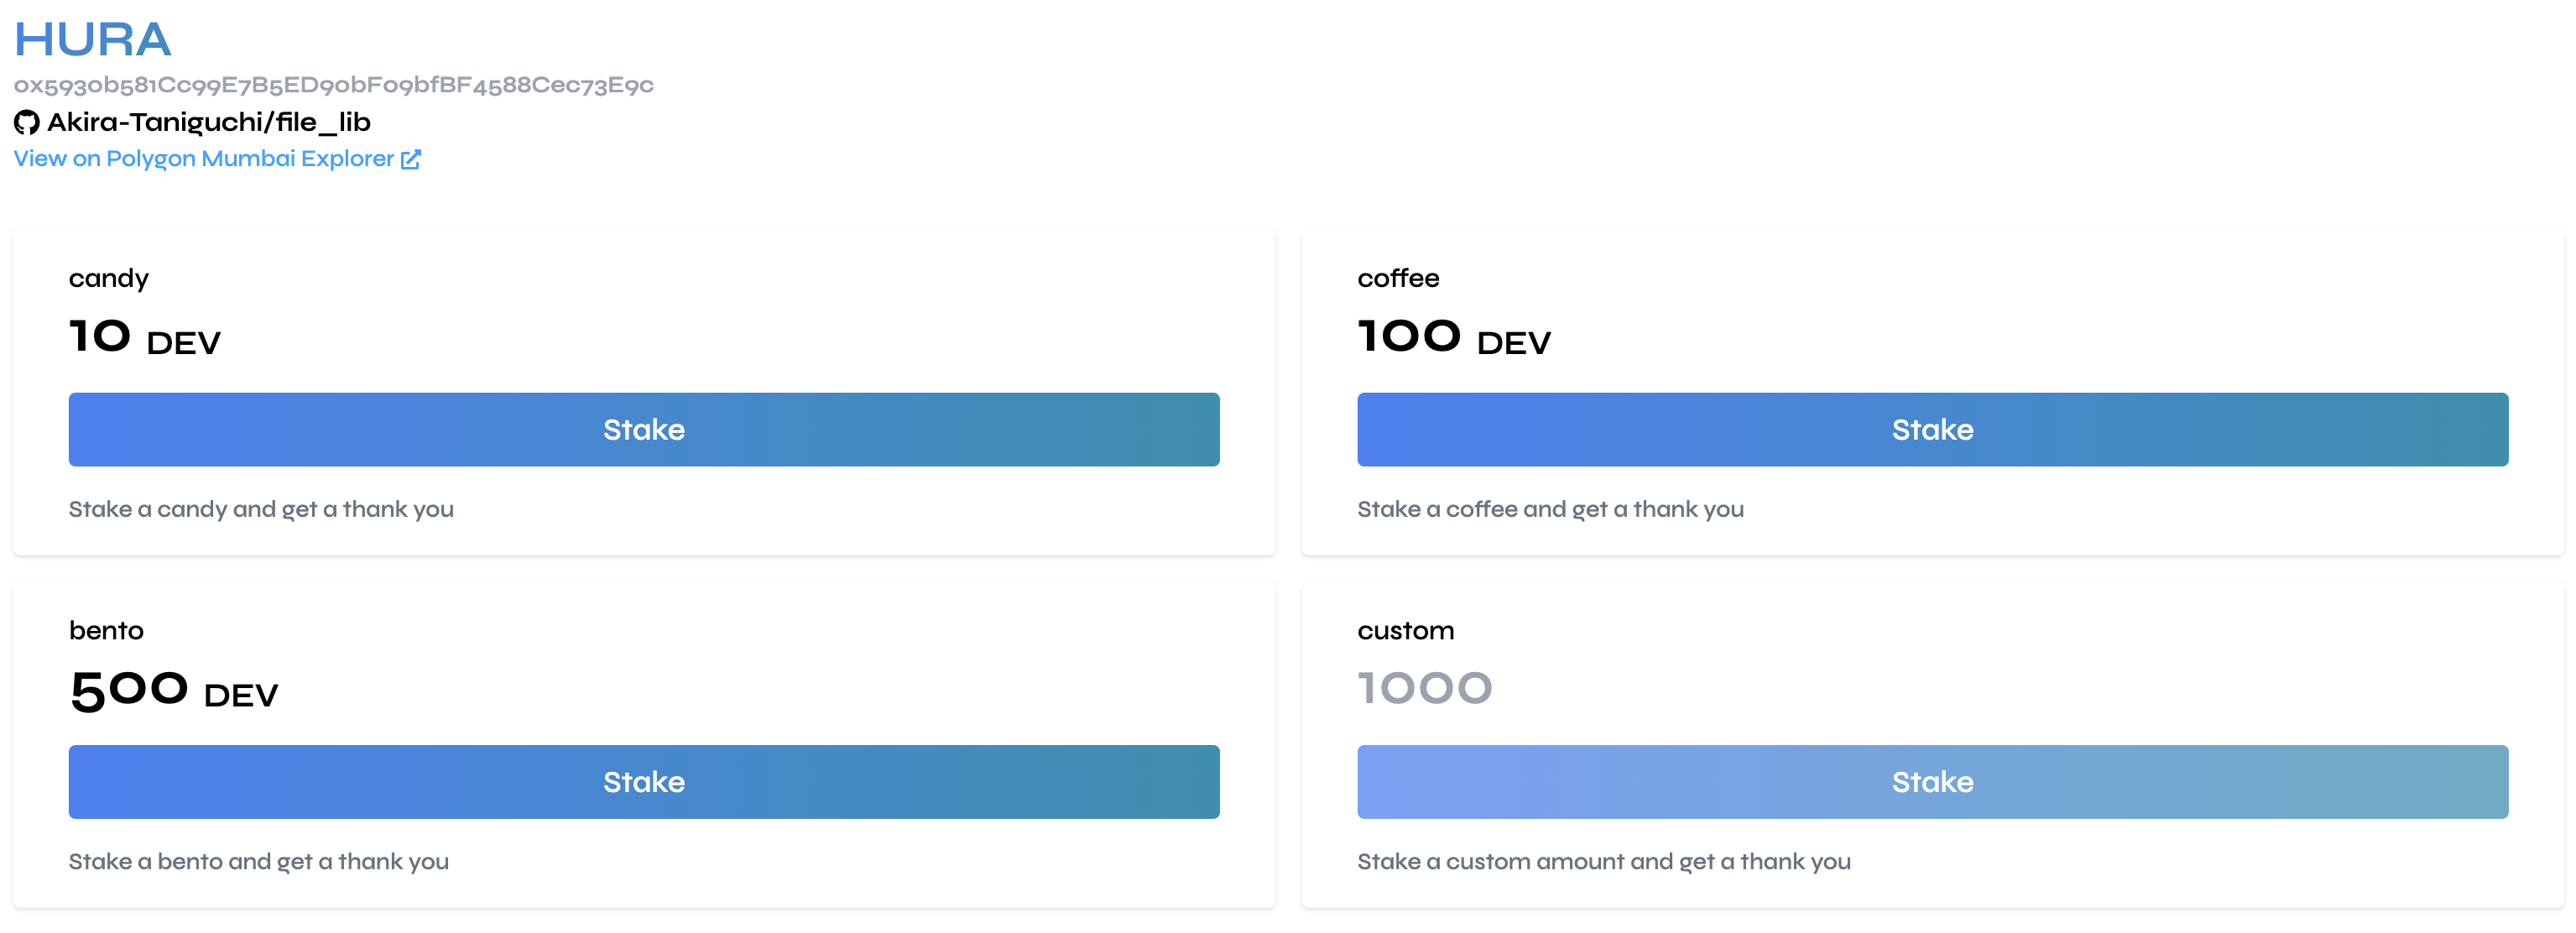 HURA
0x5930b581Cc99E7B5ED90bF09bfBF4588Cec73E9c
Akira-Taniguchi/file_lib
View on Polygon Mumbai Explorer
candy
10 DEV
Stake
Stake a candy and get a thank you
coffee
100 DEV
Stake
Stake a coffee and get a thank you
bento
500 DEV
Stake
Stake a bento and get a thank you
custom
1000
Stake
Stake a custom amount and get a thank you